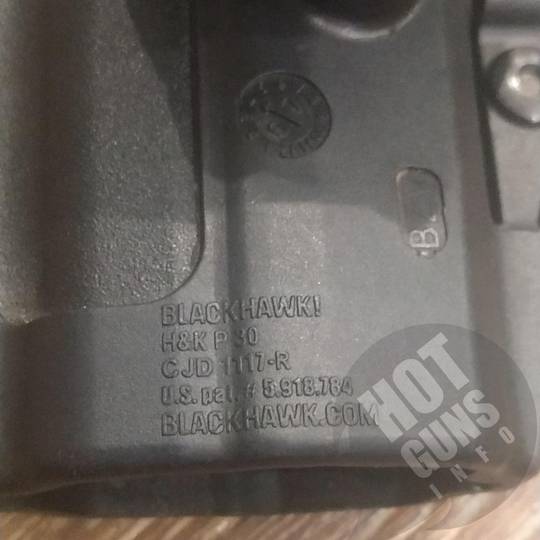 B
BLACKHAWK!
H&K P 30
CJD 1117-R
U.S. pat. # 5.918.784
BLACKHAWK.COM
HOT
GUNS
INFO